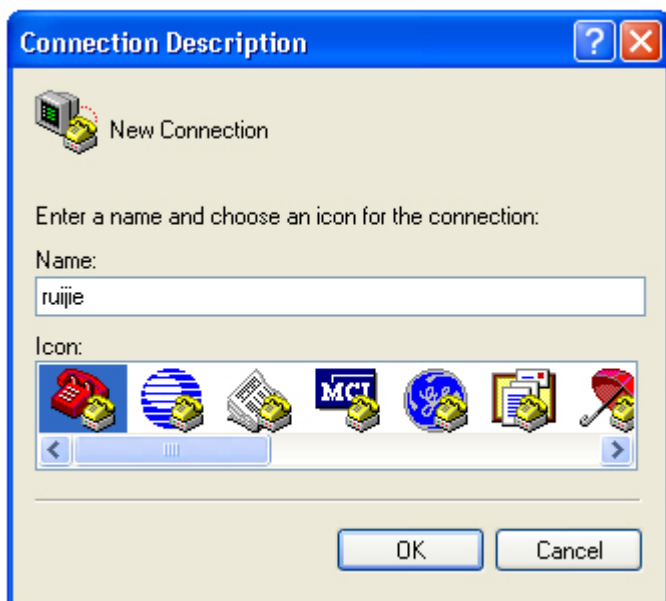 Connection Description
New Connection
Enter a name and choose an icon for the connection:
Name:
ruijie
Icon:
MCI
OK Cancel